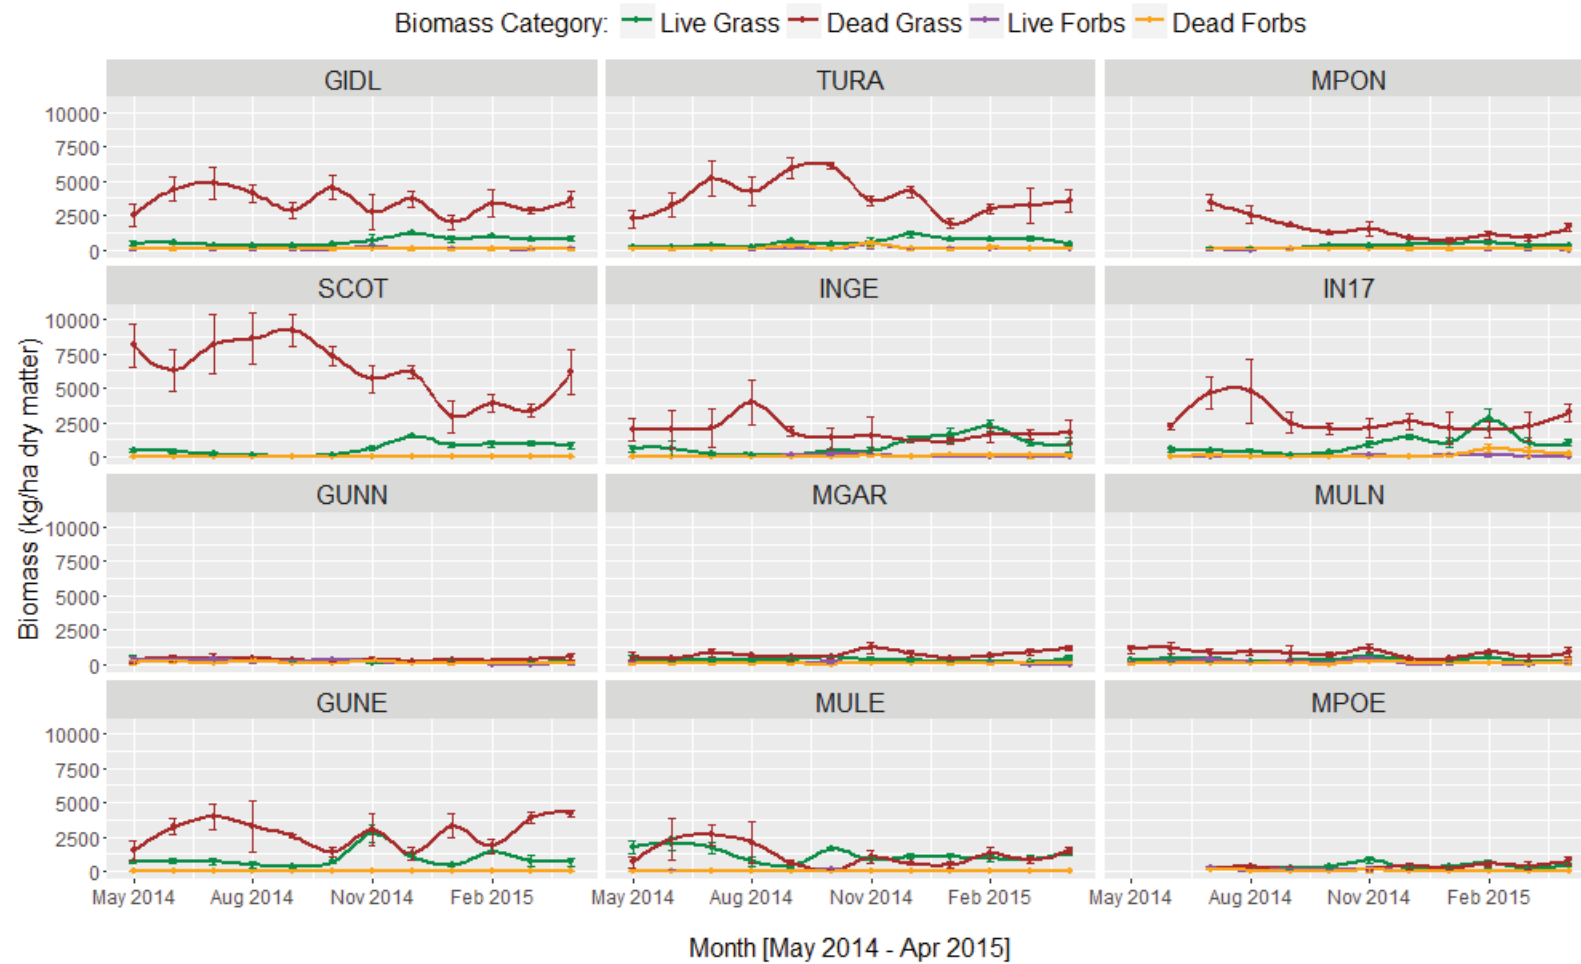 Biomass Category: Live Grass Dead Grass Live Forbs Dead Forbs
GIDL TURA MPON
10000
7500
5000
2500
0
SCOT INGE IN17
10000
7500
5000
2500
0
Biomass (kg/ha dry matter)
GUNN MGAR MULN
10000
7500
5000
2500
0
GUNE MULE MPOE
10000
7500
5000
2500
0
May 2014 Aug 2014 Nov 2014 Feb 2015 May 2014 Aug 2014 Nov 2014 Feb 2015 May 2014 Aug 2014 Nov 2014 Feb 2015
Month [May 2014 - Apr 2015]